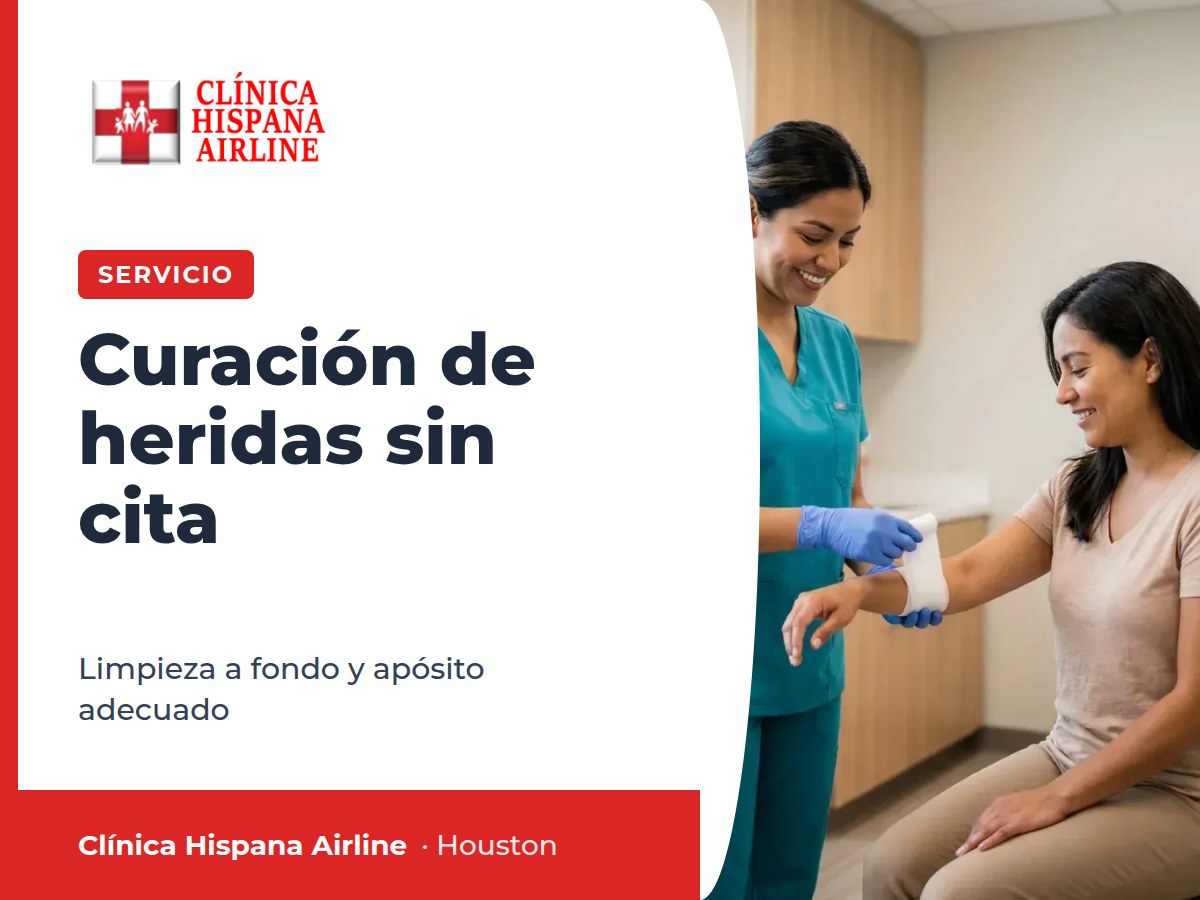 CLÍNICA
HISPANA
AIRLINE
SERVICIO
Curación de
heridas sin
cita
Limpieza a fondo y apósito
adecuado
Clínica Hispana Airline · Houston